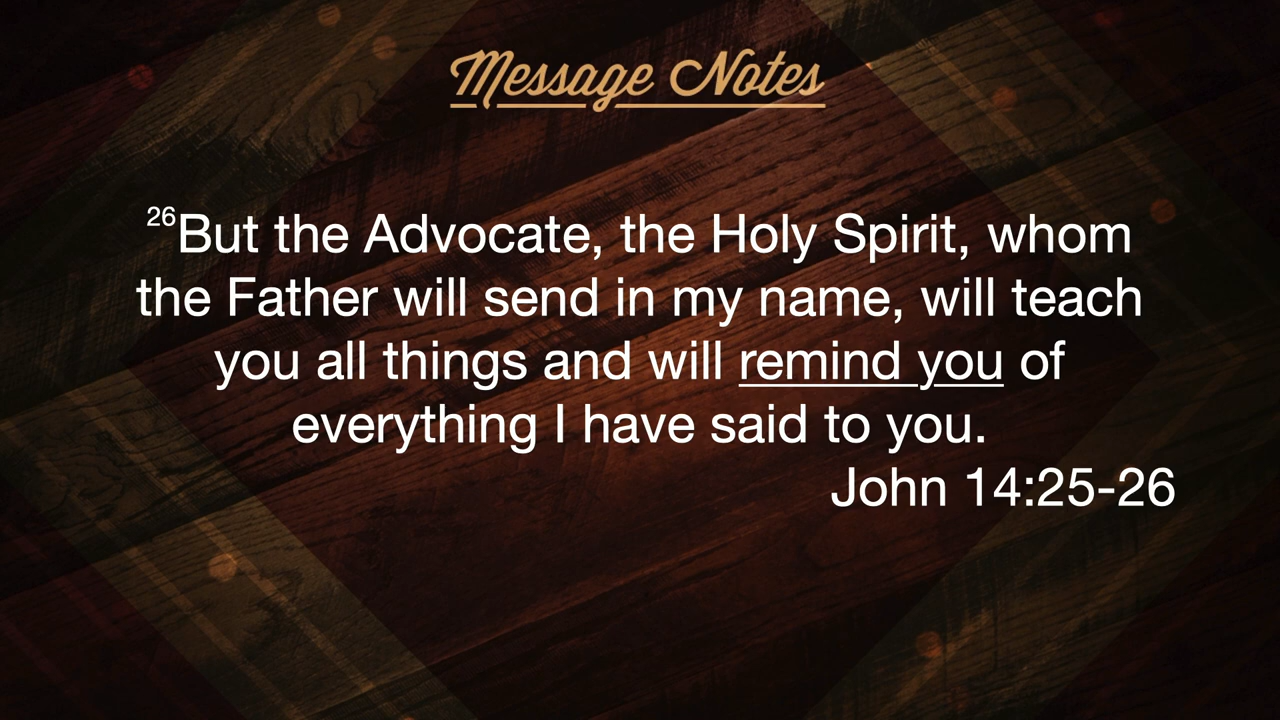 Message Notes
26But the Advocate, the Holy Spirit, whom
the Father will send in my name, will teach
you all things and will remind you of
everything I have said to you.
John 14:25-26